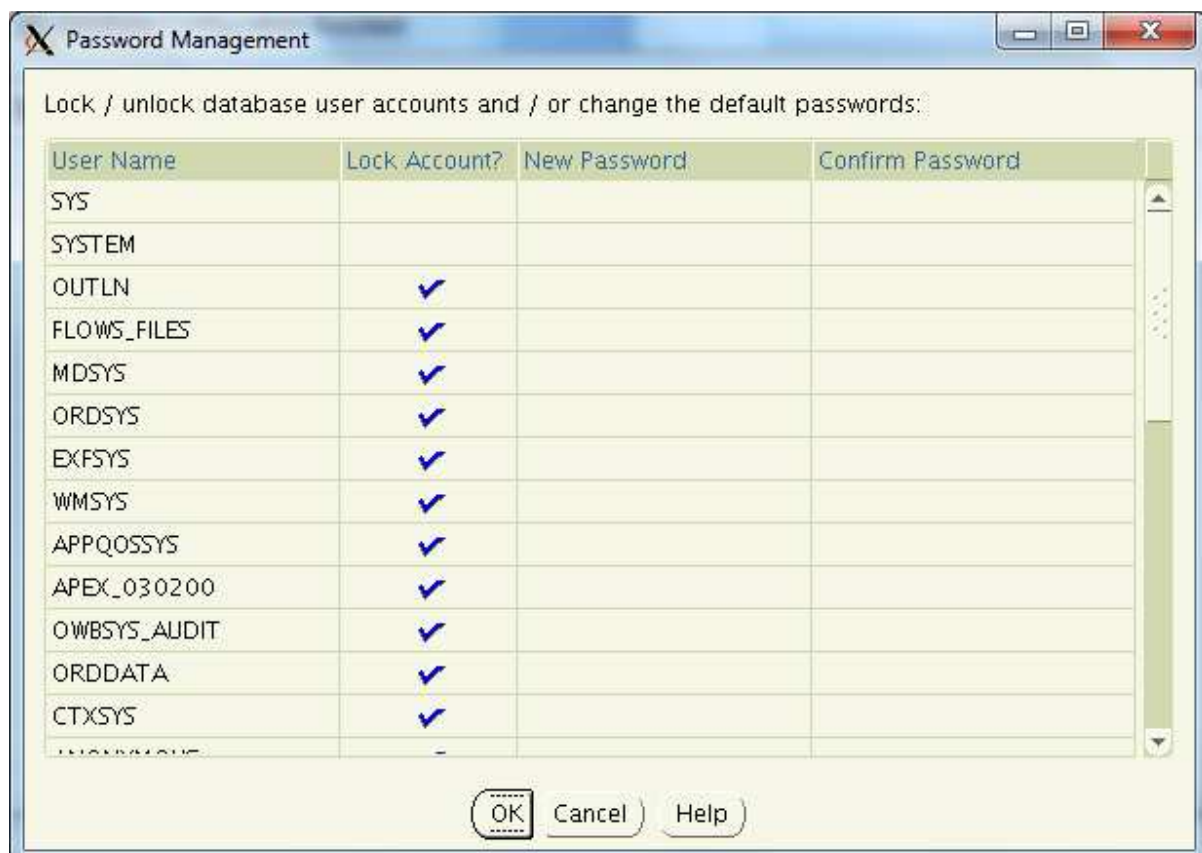 Password Management
Lock / unlock database user accounts and / or change the default passwords:
User Name Lock Account? New Password Confirm Password
SYS
SYSTEM
OUTLN
FLOWS_FILES
MDSYS
ORDSYS
EXFSYS
WMSYS
APPQOSSYS
APEX_030200
OWBSYS_AUDIT
ORDDATA
CTXSYS
OK Cancel Help